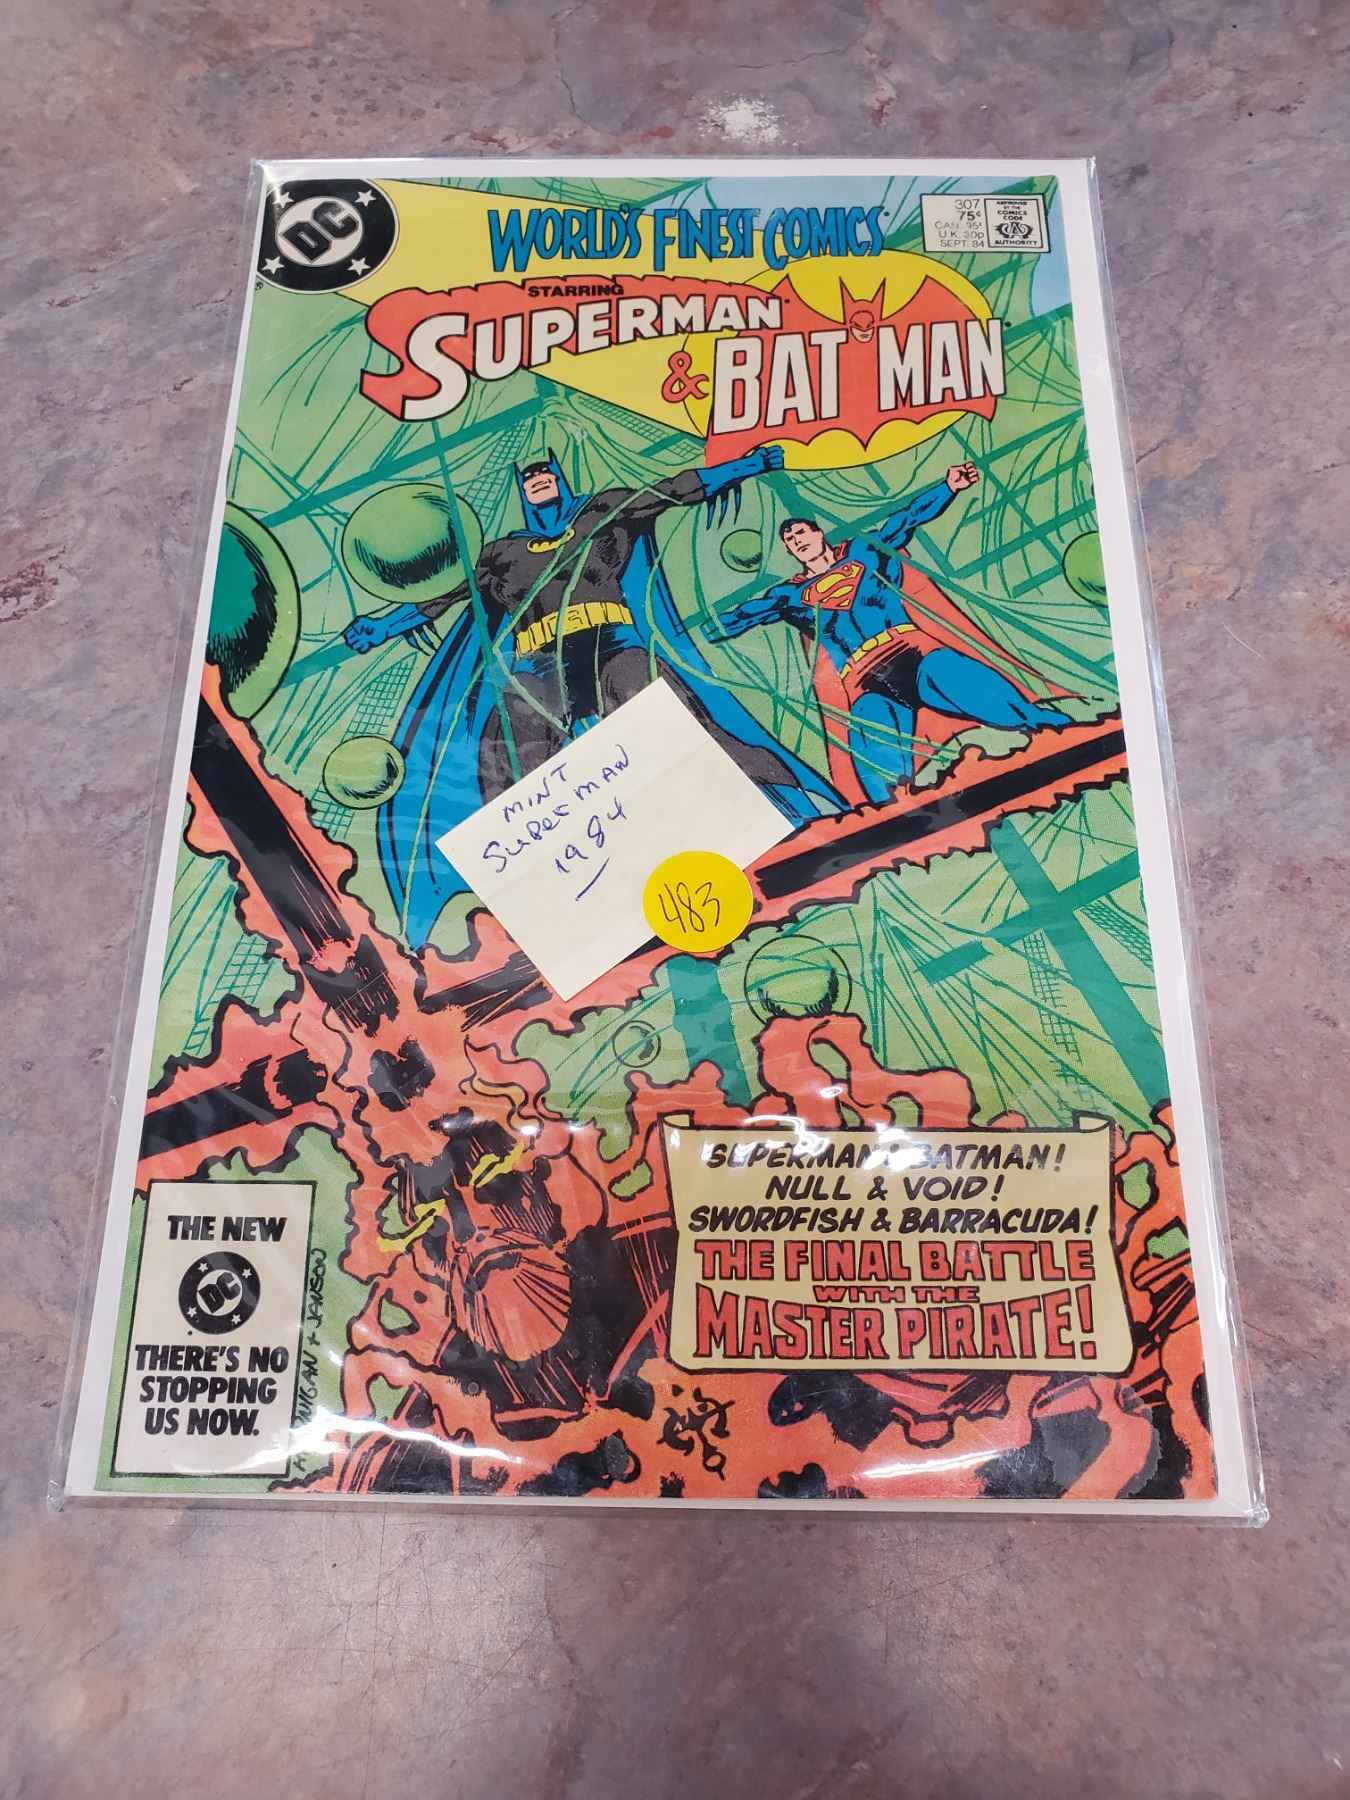 DC
WORLD'S FINEST COMICS
307
75¢
CAN. 95¢
U.K. 30p
SEPT. 84
APPROVED
BY THE
COMICS
CODE
AUTHORITY
STARRING
SUPERMAN
& BATMAN
MINT
SUPERMAN
1984
483
SUPERMAN & BATMAN!
NULL & VOID!
SWORDFISH & BARRACUDA!
THE FINAL BATTLE
WITH THE
MASTER PIRATE!
THE NEW
DC
THERE'S NO
STOPPING
US NOW.
& JANSON